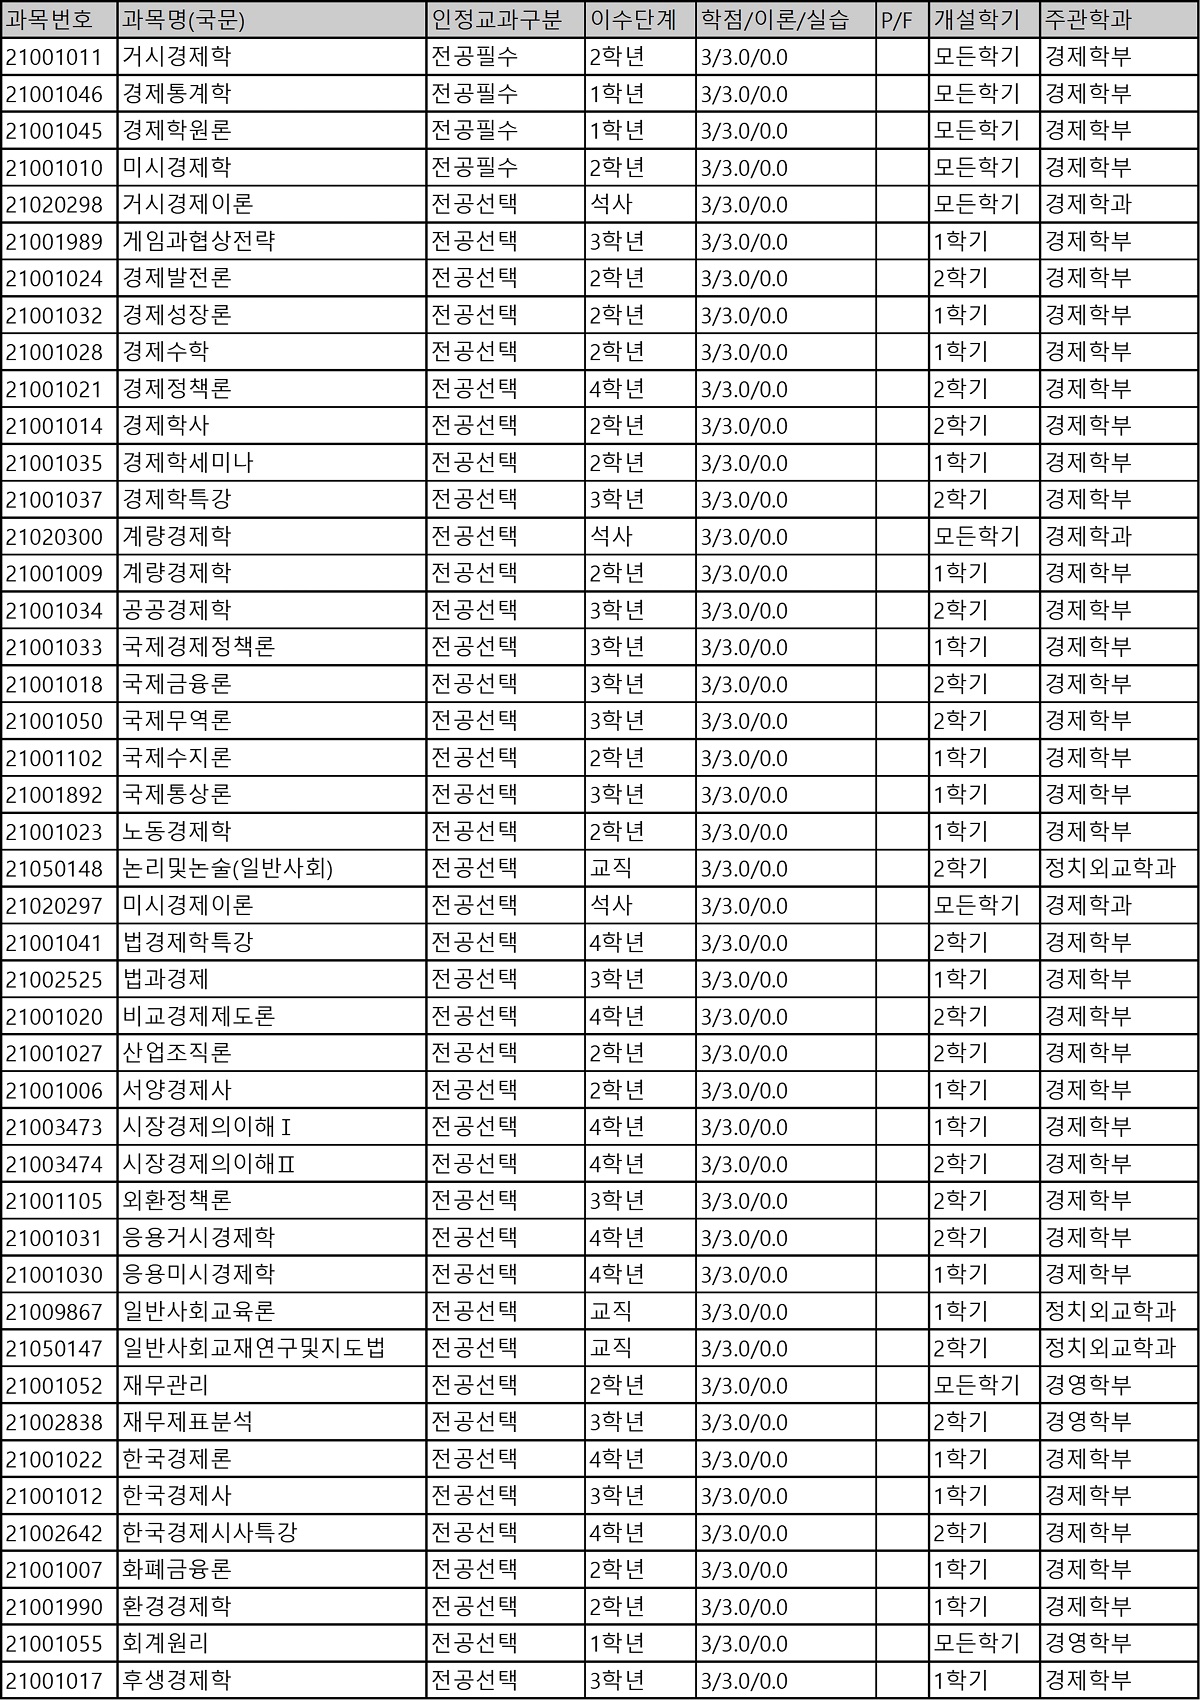 과목번호 과목명(국문) 인정교과구분 이수단계 학점/이론/실습 P/F 개설학기 주관학과
21001011 거시경제학 전공필수 2학년 3/3.0/0.0 모든학기 경제학부
21001046 경제통계학 전공필수 1학년 3/3.0/0.0 모든학기 경제학부
21001045 경제학원론 전공필수 1학년 3/3.0/0.0 모든학기 경제학부
21001010 미시경제학 전공필수 2학년 3/3.0/0.0 모든학기 경제학부
21020298 거시경제이론 전공선택 석사 3/3.0/0.0 모든학기 경제학과
21001989 게임과협상전략 전공선택 3학년 3/3.0/0.0 1학기 경제학부
21001024 경제발전론 전공선택 2학년 3/3.0/0.0 2학기 경제학부
21001032 경제성장론 전공선택 2학년 3/3.0/0.0 1학기 경제학부
21001028 경제수학 전공선택 2학년 3/3.0/0.0 1학기 경제학부
21001021 경제정책론 전공선택 4학년 3/3.0/0.0 2학기 경제학부
21001014 경제학사 전공선택 2학년 3/3.0/0.0 2학기 경제학부
21001035 경제학세미나 전공선택 2학년 3/3.0/0.0 1학기 경제학부
21001037 경제학특강 전공선택 3학년 3/3.0/0.0 2학기 경제학부
21020300 계량경제학 전공선택 석사 3/3.0/0.0 모든학기 경제학과
21001009 계량경제학 전공선택 2학년 3/3.0/0.0 1학기 경제학부
21001034 공공경제학 전공선택 3학년 3/3.0/0.0 2학기 경제학부
21001033 국제경제정책론 전공선택 3학년 3/3.0/0.0 1학기 경제학부
21001018 국제금융론 전공선택 3학년 3/3.0/0.0 2학기 경제학부
21001050 국제무역론 전공선택 3학년 3/3.0/0.0 2학기 경제학부
21001102 국제수지론 전공선택 2학년 3/3.0/0.0 1학기 경제학부
21001892 국제통상론 전공선택 3학년 3/3.0/0.0 1학기 경제학부
21001023 노동경제학 전공선택 2학년 3/3.0/0.0 1학기 경제학부
21050148 논리및논술(일반사회) 전공선택 교직 3/3.0/0.0 2학기 정치외교학과
21020297 미시경제이론 전공선택 석사 3/3.0/0.0 모든학기 경제학과
21001041 법경제학특강 전공선택 4학년 3/3.0/0.0 2학기 경제학부
21002525 법과경제 전공선택 3학년 3/3.0/0.0 1학기 경제학부
21001020 비교경제제도론 전공선택 4학년 3/3.0/0.0 2학기 경제학부
21001027 산업조직론 전공선택 2학년 3/3.0/0.0 2학기 경제학부
21001006 서양경제사 전공선택 2학년 3/3.0/0.0 1학기 경제학부
21003473 시장경제의이해Ⅰ 전공선택 4학년 3/3.0/0.0 1학기 경제학부
21003474 시장경제의이해Ⅱ 전공선택 4학년 3/3.0/0.0 2학기 경제학부
21001105 외환정책론 전공선택 3학년 3/3.0/0.0 2학기 경제학부
21001031 응용거시경제학 전공선택 4학년 3/3.0/0.0 2학기 경제학부
21001030 응용미시경제학 전공선택 4학년 3/3.0/0.0 1학기 경제학부
21009867 일반사회교육론 전공선택 교직 3/3.0/0.0 1학기 정치외교학과
21050147 일반사회교재연구및지도법 전공선택 교직 3/3.0/0.0 2학기 정치외교학과
21001052 재무관리 전공선택 2학년 3/3.0/0.0 모든학기 경영학부
21002838 재무제표분석 전공선택 3학년 3/3.0/0.0 2학기 경영학부
21001022 한국경제론 전공선택 4학년 3/3.0/0.0 1학기 경제학부
21001012 한국경제사 전공선택 3학년 3/3.0/0.0 1학기 경제학부
21002642 한국경제시사특강 전공선택 4학년 3/3.0/0.0 2학기 경제학부
21001007 화폐금융론 전공선택 2학년 3/3.0/0.0 1학기 경제학부
21001990 환경경제학 전공선택 2학년 3/3.0/0.0 1학기 경제학부
21001055 회계원리 전공선택 1학년 3/3.0/0.0 모든학기 경영학부
21001017 후생경제학 전공선택 3학년 3/3.0/0.0 1학기 경제학부